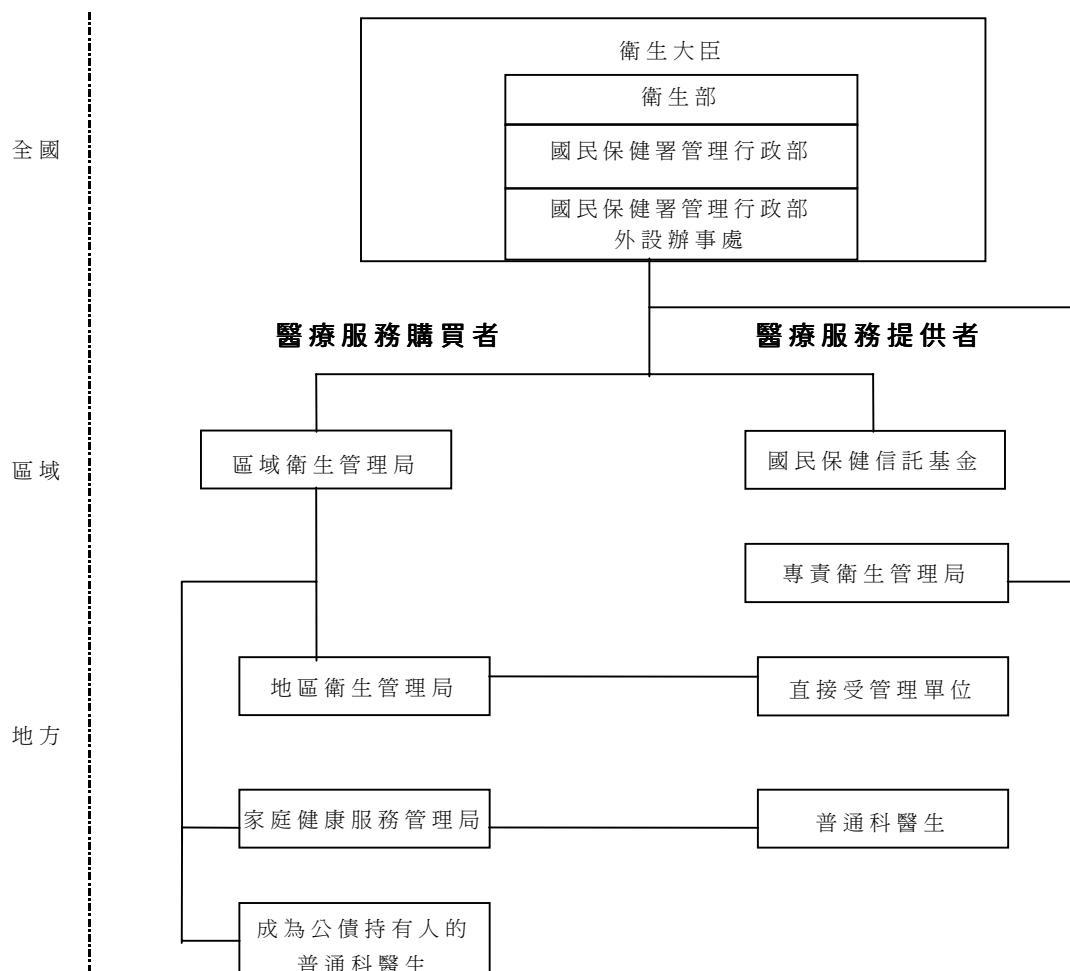 衛生大臣
衛生部
全國
國民保健署管理行政部
國民保健署管理行政部
外設辦事處
醫療服務購買者
醫療服務提供者
區域
區域衛生管理局
國民保健信託基金
專責衛生管理局
地區衛生管理局
直接受管理單位
地方
家庭健康服務管理局
普通科醫生
成為公債持有人的
普通科醫生